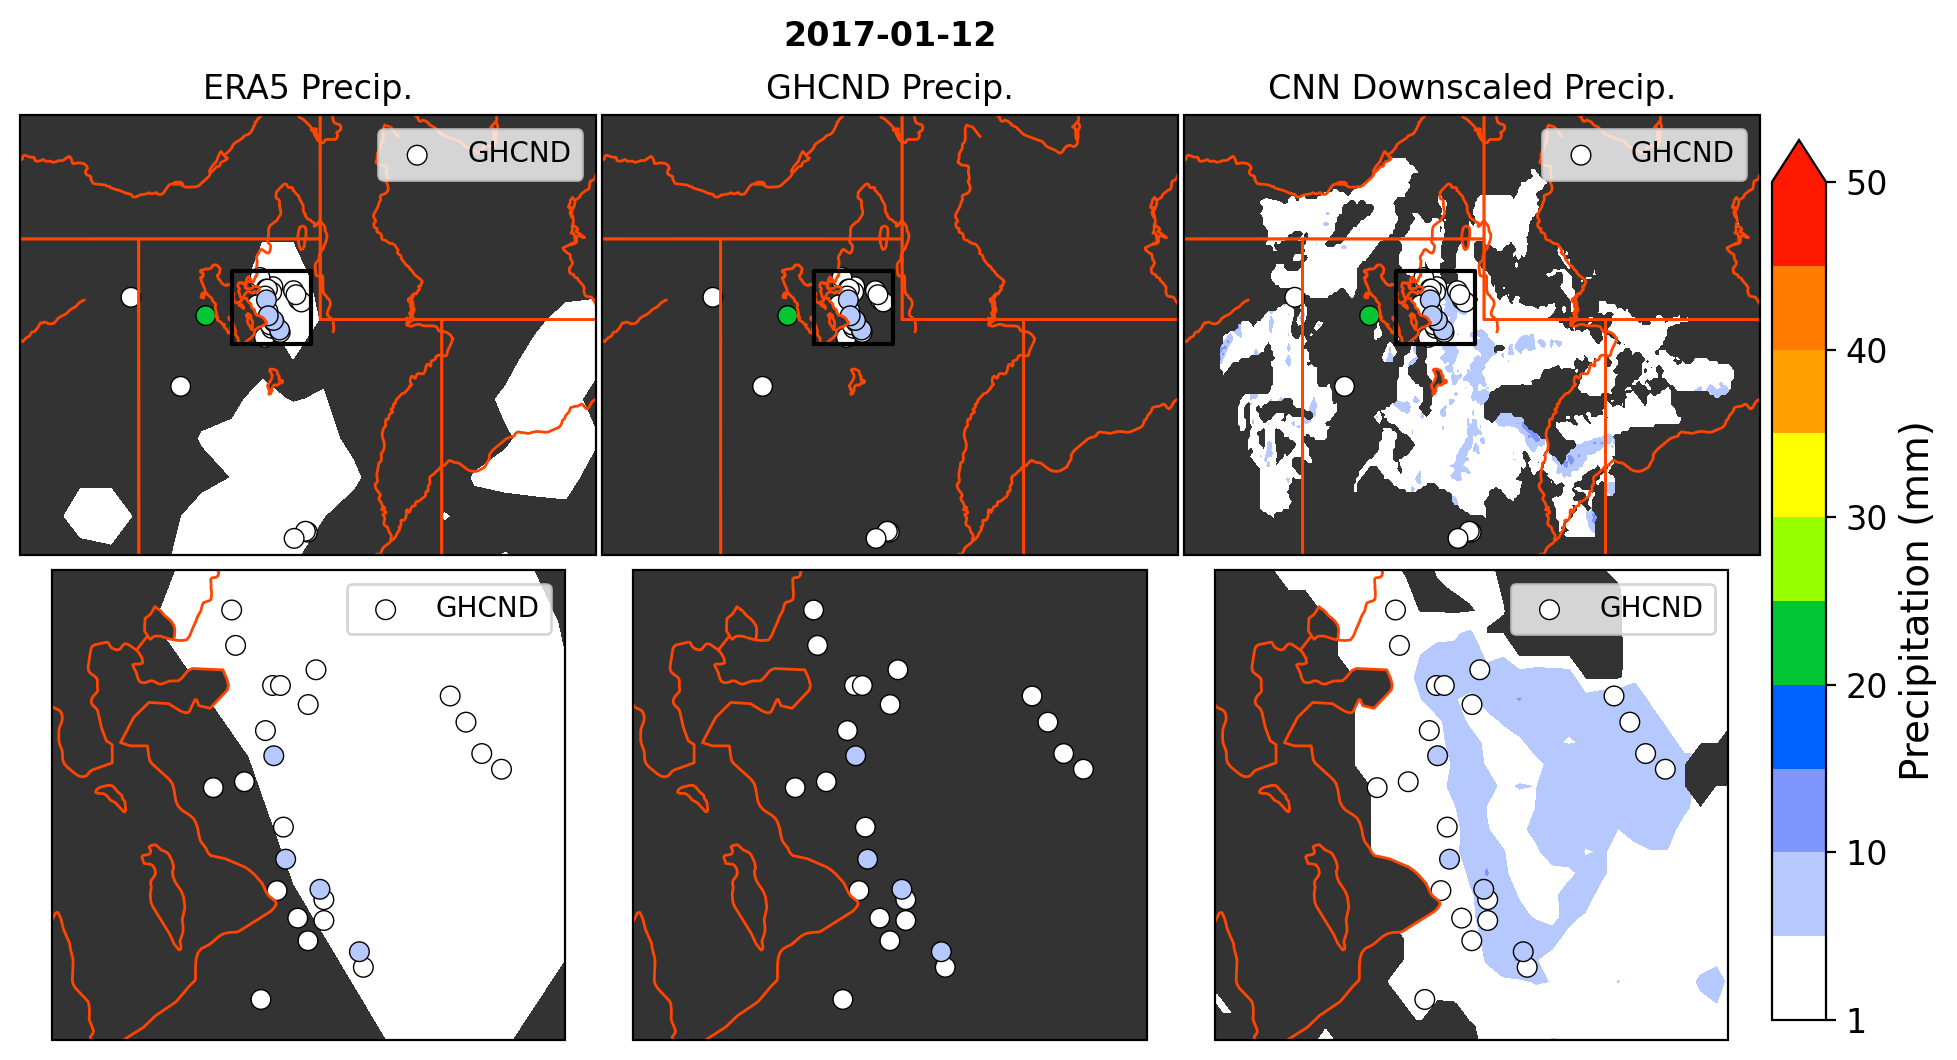 2017-01-12
ERA5 Precip.
GHCND Precip.
CNN Downscaled Precip.
GHCND
GHCND
GHCND
GHCND
50
40
30
20
10
1
Precipitation (mm)